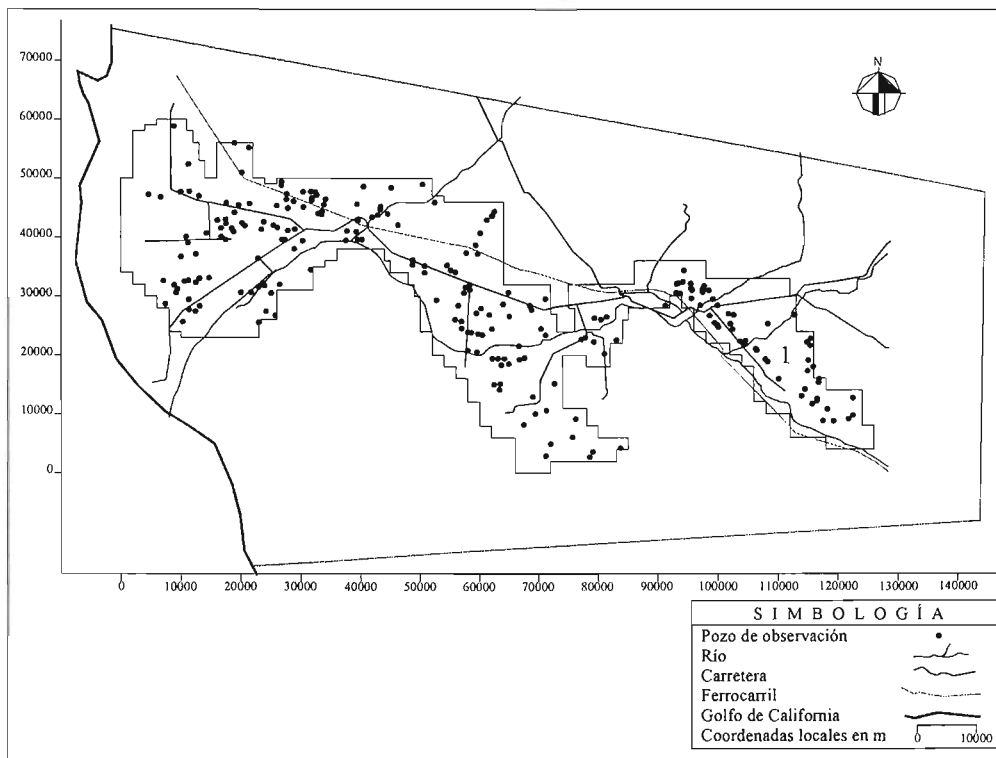 N
70000
60000
50000
40000
30000
20000
10000
0
1
0 10000 20000 30000 40000 50000 60000 70000 80000 90000 100000 110000 120000 130000 140000
SIMBOLOGÍA
Pozo de observación
Río
Carretera
Ferrocarril
Golfo de California
Coordenadas locales en m 0 10000